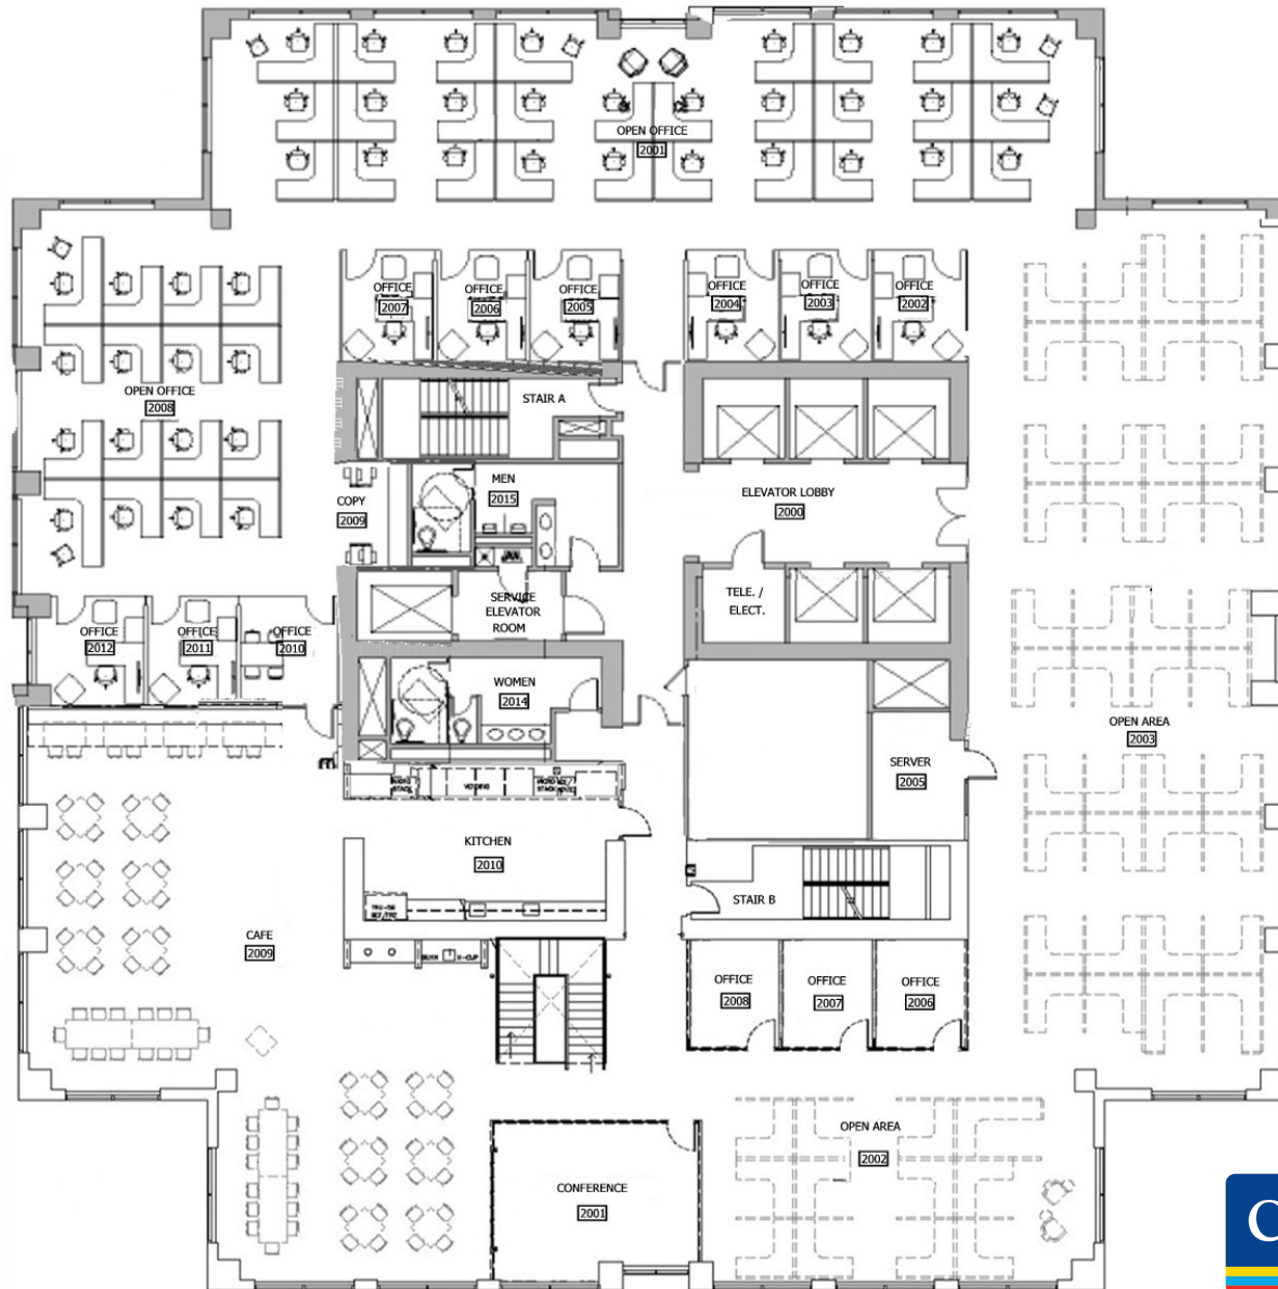 OPEN OFFICE
2001
OFFICE
2007
OFFICE
2006
OFFICE
2005
OFFICE
2004
OFFICE
2003
OFFICE
2002
OPEN OFFICE
2008
STAIR A
MEN
2015
COPY
2009
ELEVATOR LOBBY
2000
TELE. /
ELECT.
SERVICE
ELEVATOR
ROOM
OFFICE
2012
OFFICE
2011
OFFICE
2010
WOMEN
2014
OPEN AREA
2003
SERVER
2005
VENDING
KITCHEN
2010
STAIR B
CAFE
2009
OFFICE
2008
OFFICE
2007
OFFICE
2006
OPEN AREA
2002
CONFERENCE
2001